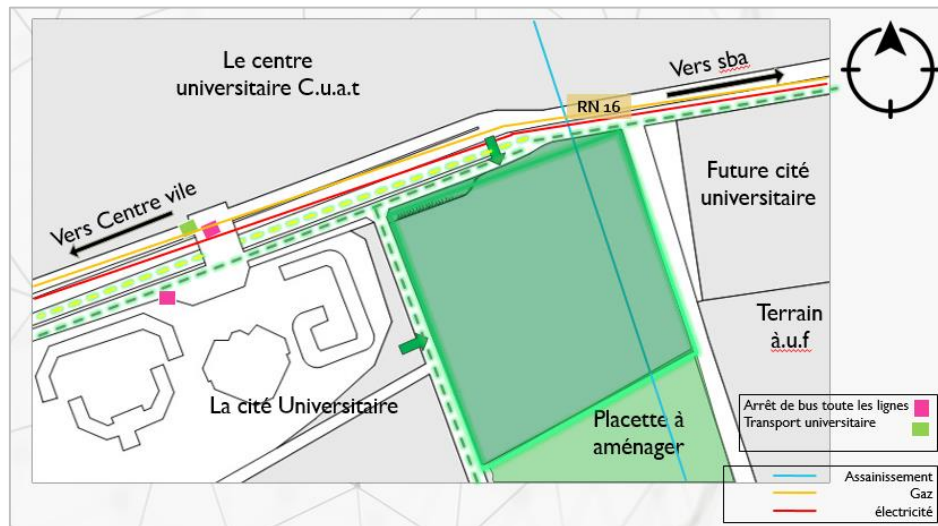 Le centre
universitaire C.u.a.t
Vers sba
RN 16
Future cité
universitaire
Vers Centre vile
Terrain
à.u.f
La cité Universitaire
Placette à
aménager
Arrêt de bus toute les lignes
Transport universitaire
Assainissement
Gaz
électricité